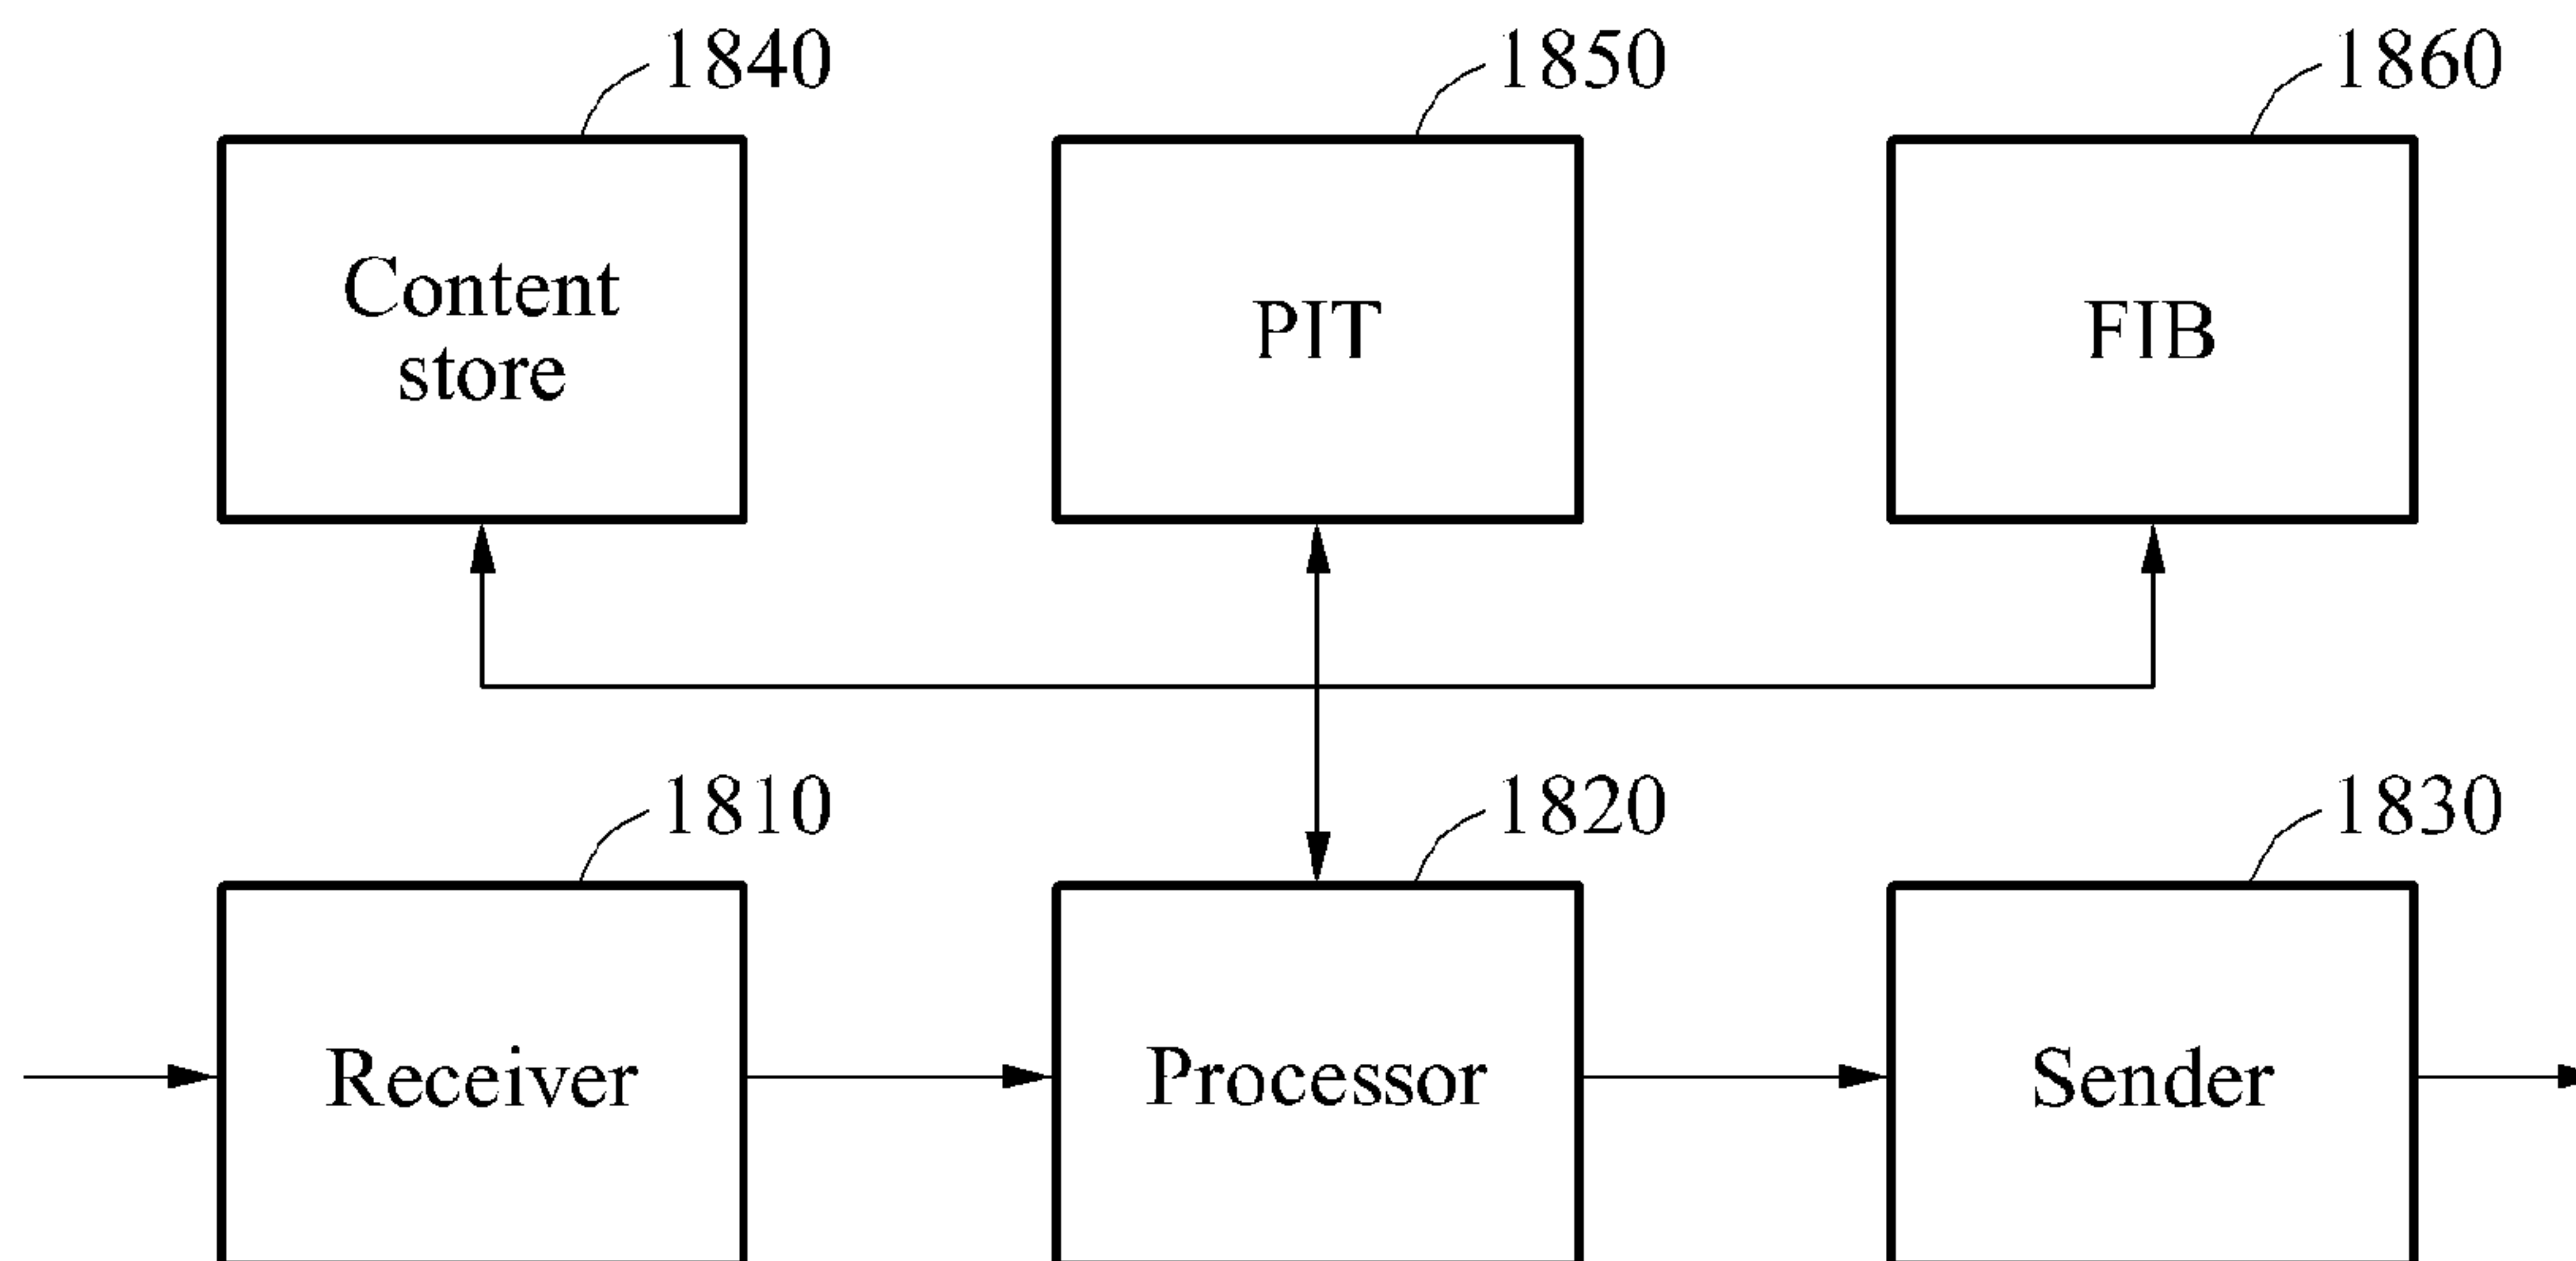 1840
1850
1860
Content
store
PIT
FIB
1810
1820
1830
Receiver
Processor
Sender